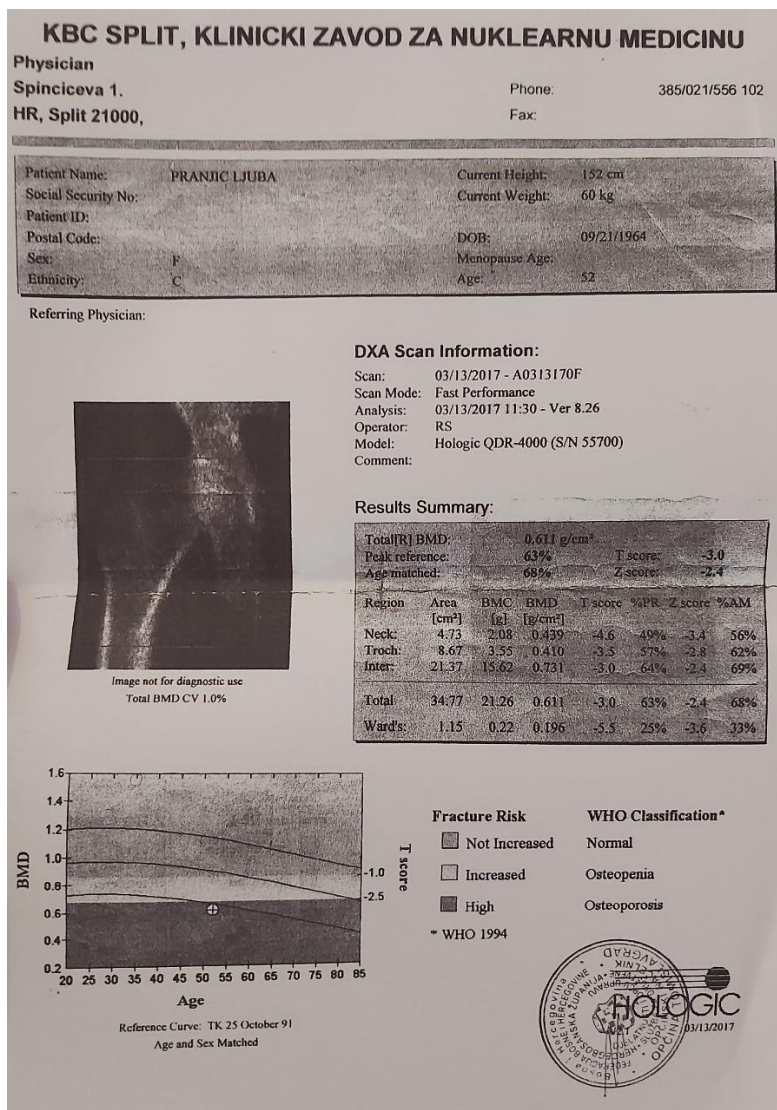 KBC SPLIT, KLINICKI ZAVOD ZA NUKLEARNU MEDICINU
Physician
Spinciceva 1.
HR, Split 21000,
Phone: 385/021/556 102
Fax:
Patient Name: PRANJIC LJUBA
Social Security No:
Patient ID:
Postal Code:
Sex: F
Ethnicity: C
Current Height: 152 cm
Current Weight: 60 kg
DOB: 09/21/1964
Menopause Age:
Age: 52
Referring Physician:
DXA Scan Information:
Scan: 03/13/2017 - A0313170F
Scan Mode: Fast Performance
Analysis: 03/13/2017 11:30 - Ver 8.26
Operator: RS
Model: Hologic QDR-4000 (S/N 55700)
Comment:
Image not for diagnostic use
Total BMD CV 1.0%
Results Summary:
Total[R] BMD: 0.611 g/cm²
Peak reference: 63% T score: -3.0
Age matched: 68% Z score: -2.4
Region Area BMC BMD T score %PR Z score %AM
[cm²] [g] [g/cm²]
Neck: 4.73 2.08 0.439 -4.6 49% -3.4 56%
Troch: 8.67 3.55 0.410 -3.5 57% -2.8 62%
Inter: 21.37 15.62 0.731 -3.0 64% -2.4 69%
Total 34.77 21.26 0.611 -3.0 63% -2.4 68%
Ward's: 1.15 0.22 0.196 -5.5 25% -3.6 33%
1.6
1.4
1.2
1.0
0.8
0.6
0.4
0.2
BMD
-1.0
-2.5
T score
20 25 30 35 40 45 50 55 60 65 70 75 80 85
Age
Reference Curve: TK 25 October 91
Age and Sex Matched
Fracture Risk WHO Classification*
Not Increased Normal
Increased Osteopenia
High Osteoporosis
* WHO 1994
HOLOGIC
03/13/2017